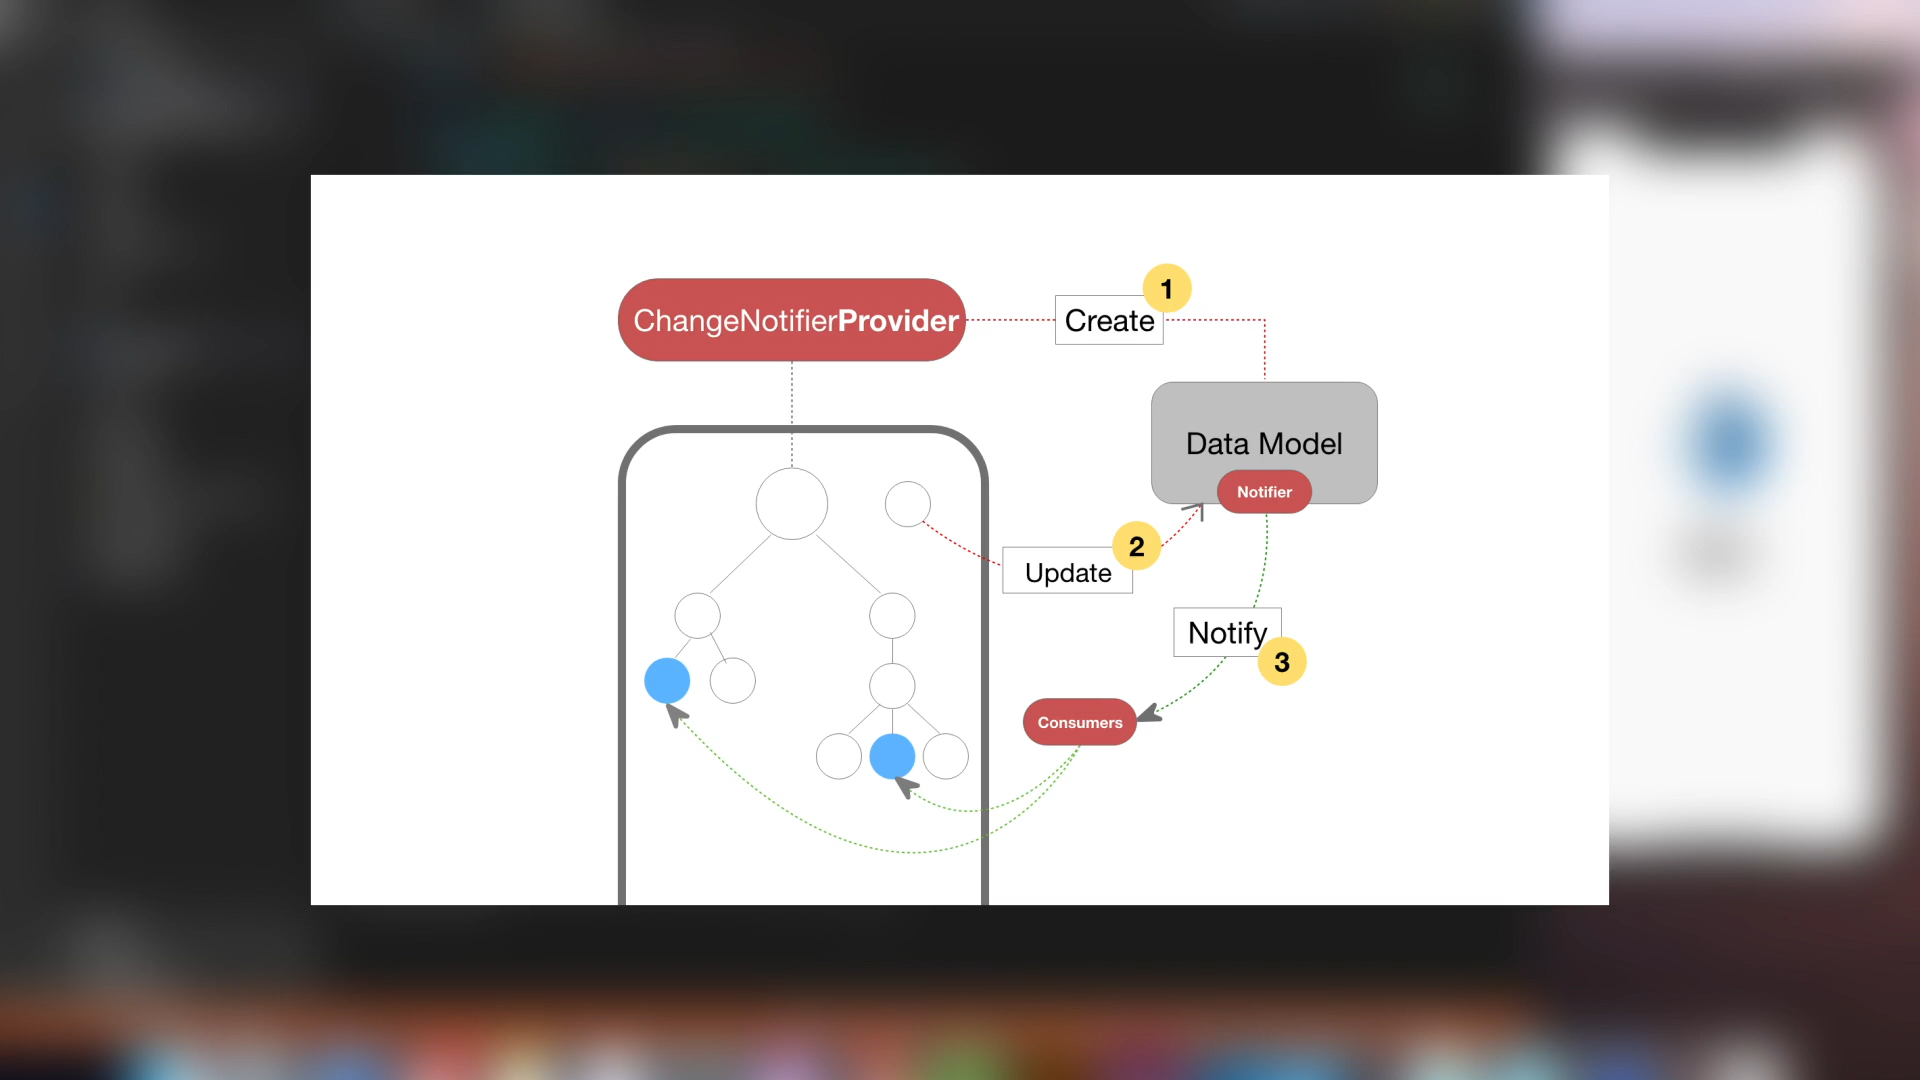 ChangeNotifierProvider
Create
1
Data Model
Notifier
Update
2
Notify
3
Consumers